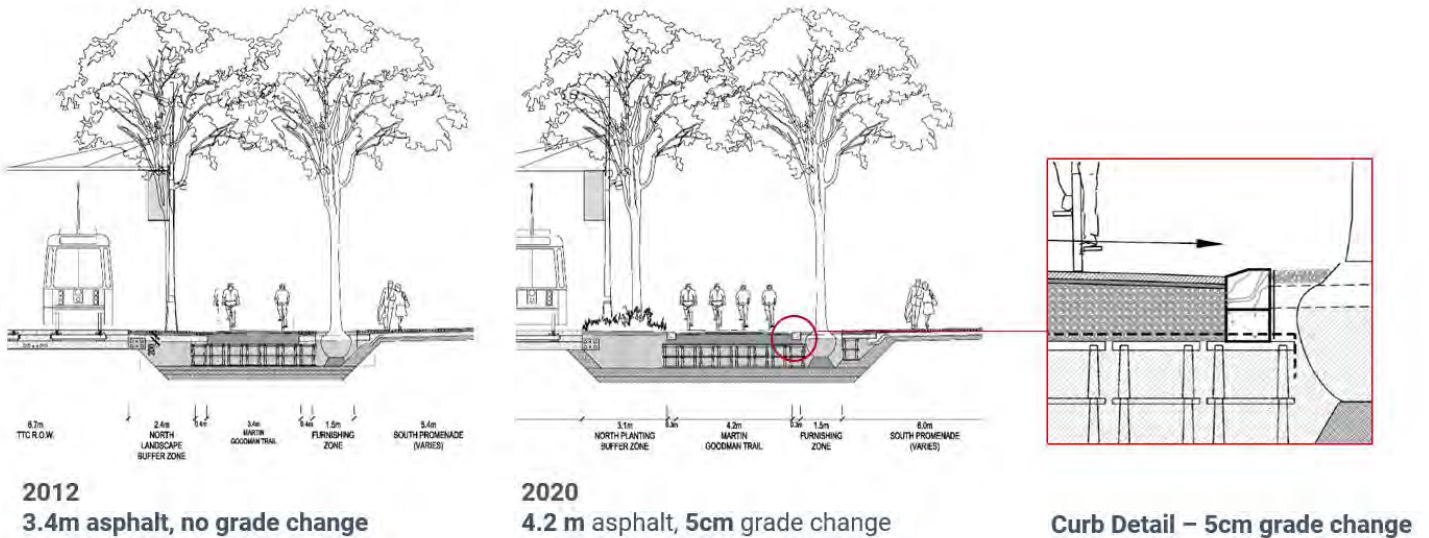 6.7m
TTC R.O.W.
2.4m
NORTH
LANDSCAPE
BUFFER ZONE
0.4m
3.4m
MARTIN
GOODMAN TRAIL
0.4m
1.5m
FURNISHING
ZONE
5.4m
SOUTH PROMENADE
(VARIES)
3.1m
NORTH PLANTING
BUFFER ZONE
0.3m
4.2m
MARTIN
GOODMAN TRAIL
0.3m
1.5m
FURNISHING
ZONE
6.0m
SOUTH PROMENADE
(VARIES)
2012
3.4m asphalt, no grade change
2020
4.2 m asphalt, 5cm grade change
Curb Detail – 5cm grade change